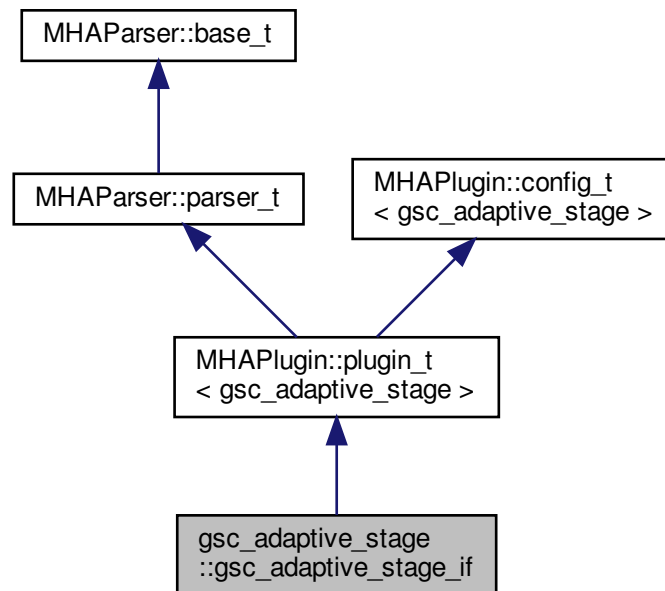 MHAParser::base_t
MHAParser::parser_t
MHAPlugin::config_t
< gsc_adaptive_stage >
MHAPlugin::plugin_t
< gsc_adaptive_stage >
gsc_adaptive_stage
::gsc_adaptive_stage_if